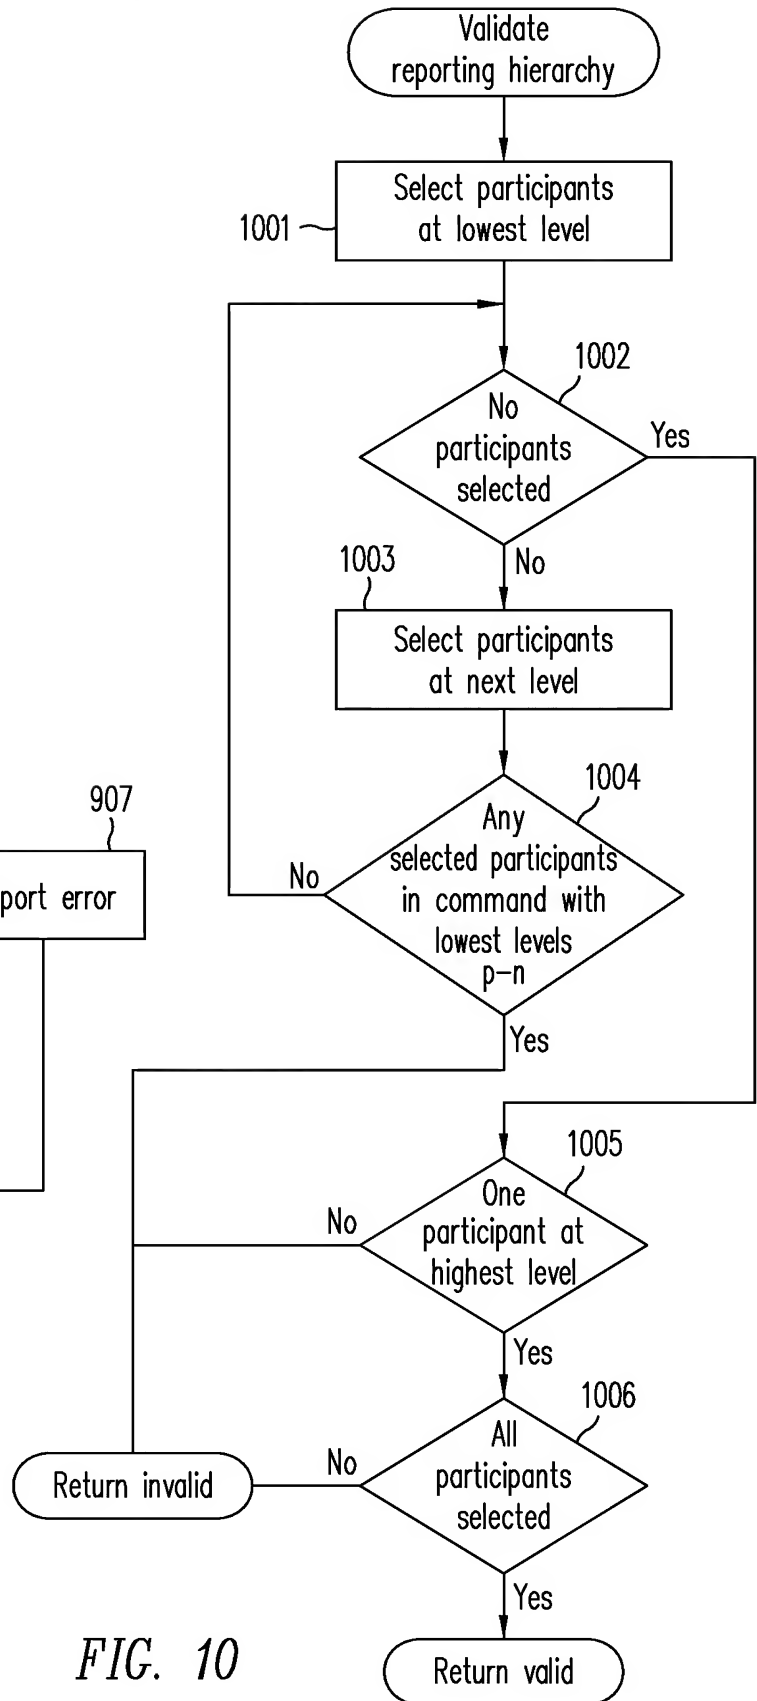 Validate
reporting hierarchy
Select participants
at lowest level
1001
1002
No
participants
selected
Yes
No
1003
Select participants
at next level
1004
Any
selected participants
in command with
lowest levels
p-n
No
Yes
907
port error
1005
One
participant at
highest level
No
Yes
1006
All
participants
selected
No
Return invalid
Yes
Return valid
FIG. 10